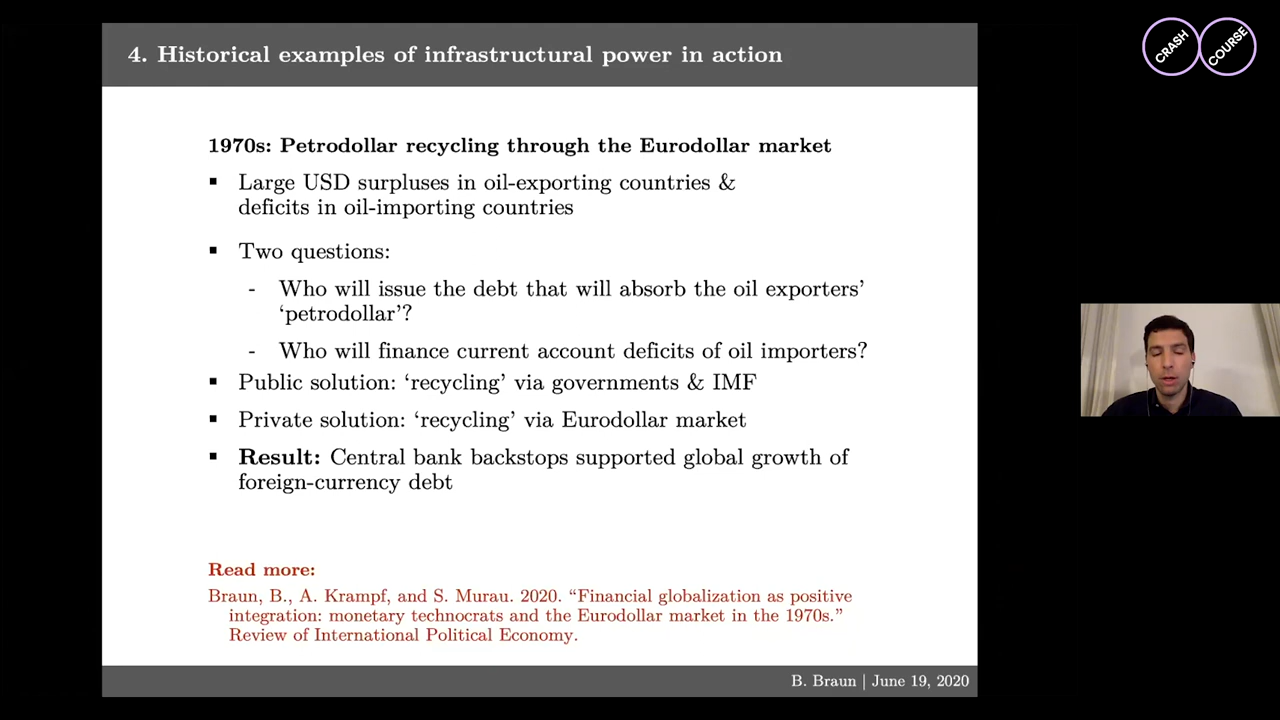 CRASH COURSE
4. Historical examples of infrastructural power in action
1970s: Petrodollar recycling through the Eurodollar market
▪ Large USD surpluses in oil-exporting countries &
deficits in oil-importing countries
▪ Two questions:
- Who will issue the debt that will absorb the oil exporters’
‘petrodollar’?
- Who will finance current account deficits of oil importers?
▪ Public solution: ‘recycling’ via governments & IMF
▪ Private solution: ‘recycling’ via Eurodollar market
▪ Result: Central bank backstops supported global growth of
foreign-currency debt
Read more:
Braun, B., A. Krampf, and S. Murau. 2020. “Financial globalization as positive
integration: monetary technocrats and the Eurodollar market in the 1970s.”
Review of International Political Economy.
B. Braun | June 19, 2020